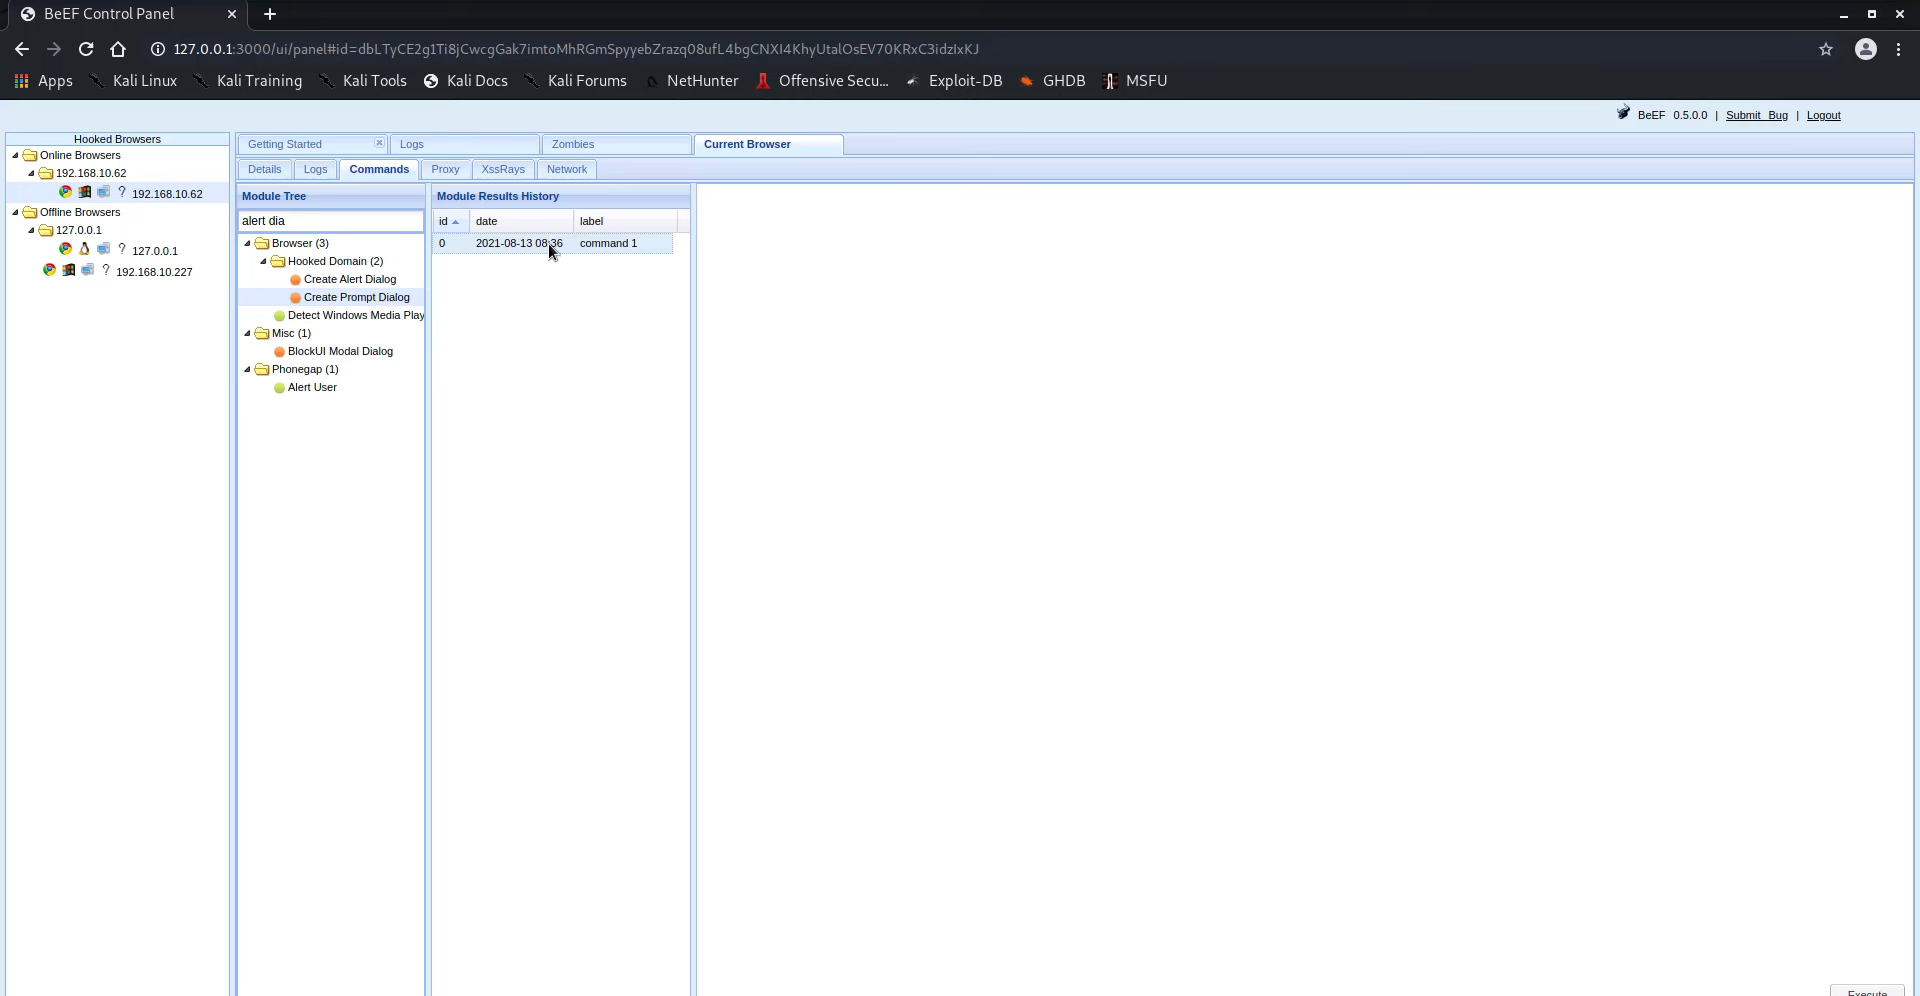 BeEF Control Panel
127.0.0.1:3000/ui/panel#id=dbLTyCE2g1Ti8jCwcgGak7imtoMhRGmSpyyebZrazq08ufL4bgCNXI4KhyUtalOsEV70KRxC3idzIxKJ
Apps Kali Linux Kali Training Kali Tools Kali Docs Kali Forums NetHunter Offensive Secu... Exploit-DB GHDB MSFU
BeEF 0.5.0.0 | Submit Bug | Logout
Hooked Browsers
Online Browsers
192.168.10.62
? 192.168.10.62
Offline Browsers
127.0.0.1
? 127.0.0.1
? 192.168.10.227
Getting Started Logs Zombies Current Browser
Details Logs Commands Proxy XssRays Network
Module Tree
alert dia
Browser (3)
Hooked Domain (2)
Create Alert Dialog
Create Prompt Dialog
Detect Windows Media Play
Misc (1)
BlockUI Modal Dialog
Phonegap (1)
Alert User
Module Results History
id date label
0 2021-08-13 08:36 command 1
Execute